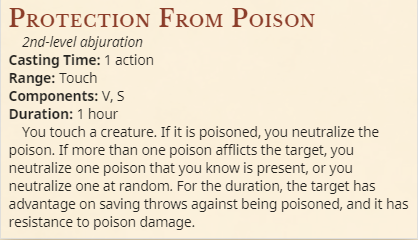 Protection From Poison
2nd-level abjuration
Casting Time: 1 action
Range: Touch
Components: V, S
Duration: 1 hour
You touch a creature. If it is poisoned, you neutralize the
poison. If more than one poison afflicts the target, you
neutralize one poison that you know is present, or you
neutralize one at random. For the duration, the target has
advantage on saving throws against being poisoned, and it has
resistance to poison damage.